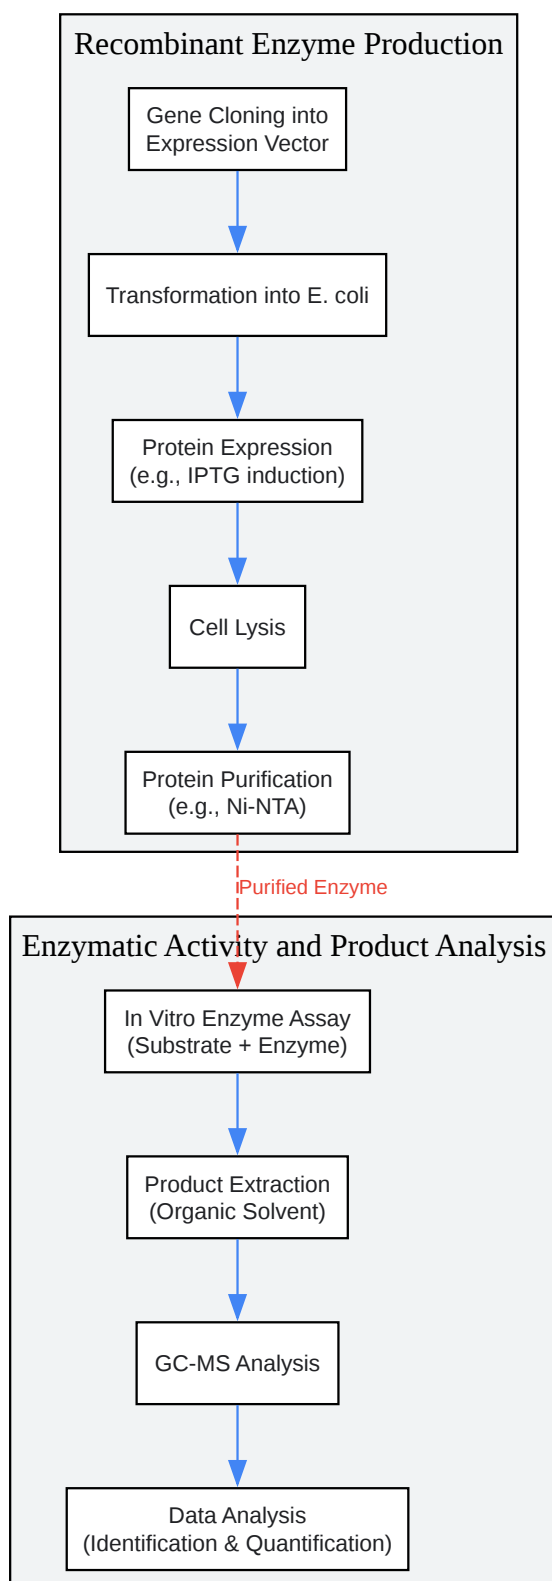 Recombinant Enzyme Production
Gene Cloning into
Expression Vector
Transformation into E. coli
Protein Expression
(e.g., IPTG induction)
Cell Lysis
Protein Purification
(e.g., Ni-NTA)
Purified Enzyme
Enzymatic Activity and Product Analysis
In Vitro Enzyme Assay
(Substrate + Enzyme)
Product Extraction
(Organic Solvent)
GC-MS Analysis
Data Analysis
(Identification & Quantification)